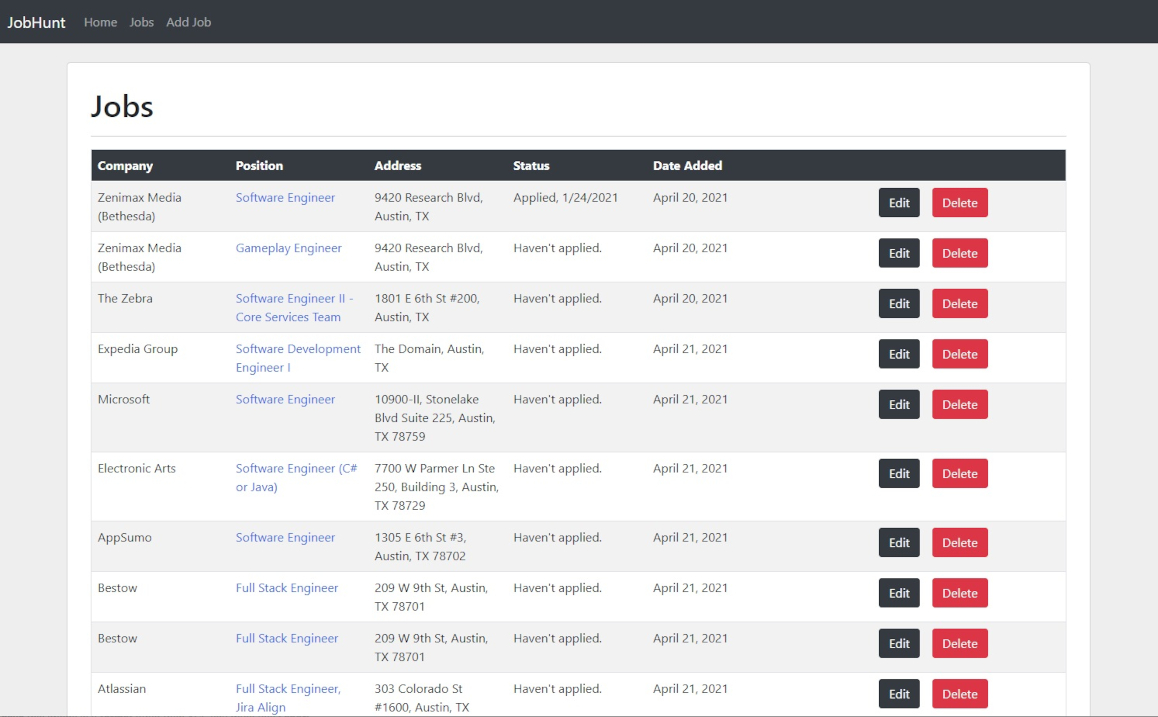 JobHunt Home Jobs Add Job
Jobs
Company Position Address Status Date Added
Zenimax Media Software Engineer 9420 Research Blvd, Applied, 1/24/2021 April 20, 2021 Edit Delete
(Bethesda) Austin, TX
Zenimax Media Gameplay Engineer 9420 Research Blvd, Haven't applied. April 20, 2021 Edit Delete
(Bethesda) Austin, TX
The Zebra Software Engineer II - 1801 E 6th St #200, Haven't applied. April 20, 2021 Edit Delete
Core Services Team Austin, TX
Expedia Group Software Development The Domain, Austin, Haven't applied. April 21, 2021 Edit Delete
Engineer I TX
Microsoft Software Engineer 10900-II, Stonelake Haven't applied. April 21, 2021 Edit Delete
Blvd Suite 225, Austin,
TX 78759
Electronic Arts Software Engineer (C# 7700 W Parmer Ln Ste Haven't applied. April 21, 2021 Edit Delete
or Java) 250, Building 3, Austin,
TX 78729
AppSumo Software Engineer 1305 E 6th St #3, Haven't applied. April 21, 2021 Edit Delete
Austin, TX 78702
Bestow Full Stack Engineer 209 W 9th St, Austin, Haven't applied. April 21, 2021 Edit Delete
TX 78701
Bestow Full Stack Engineer 209 W 9th St, Austin, Haven't applied. April 21, 2021 Edit Delete
TX 78701
Atlassian Full Stack Engineer, 303 Colorado St Haven't applied. April 21, 2021 Edit Delete
Jira Align #1600, Austin, TX